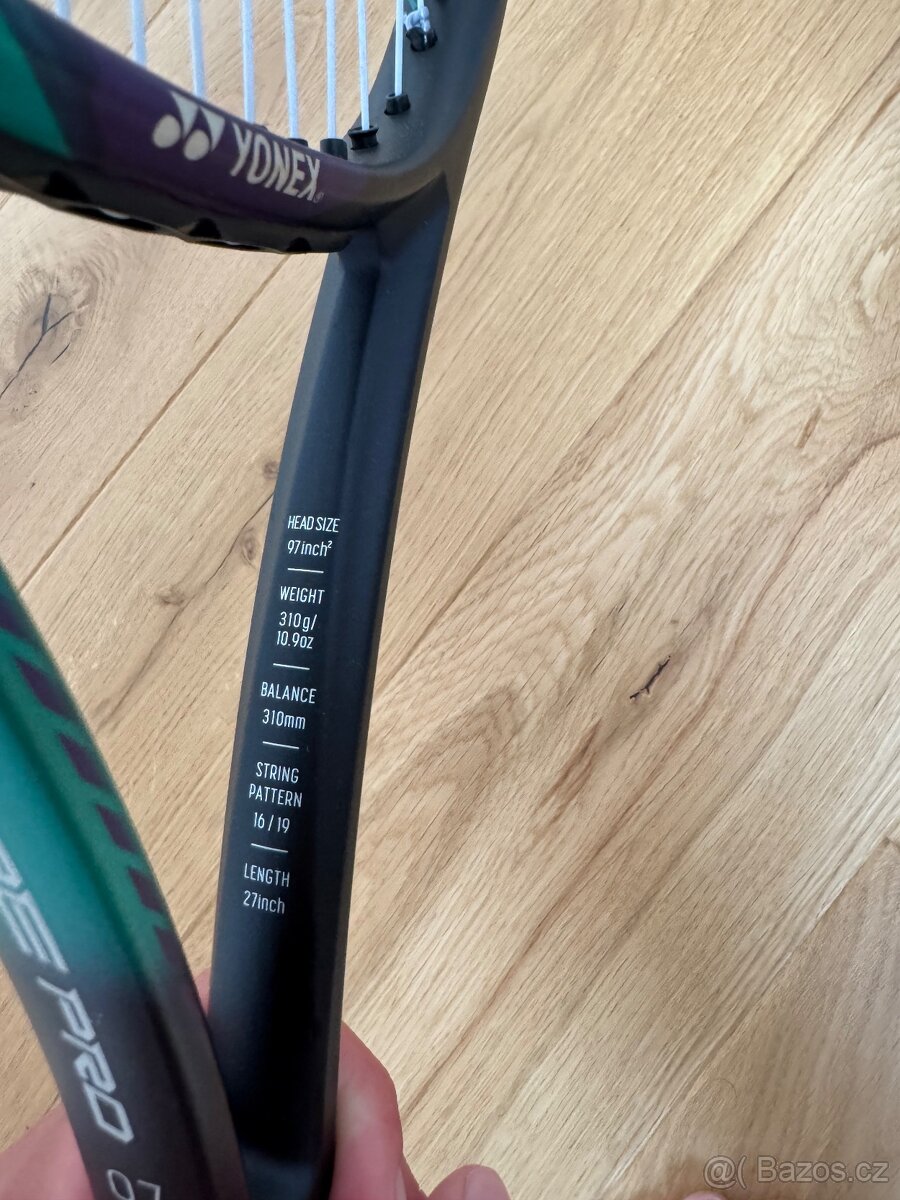 YONEX
HEAD SIZE
97inch²
WEIGHT
310g/
10.9oz
BALANCE
310mm
STRING
PATTERN
16/19
LENGTH
27inch
PRO
@Bazos.cz